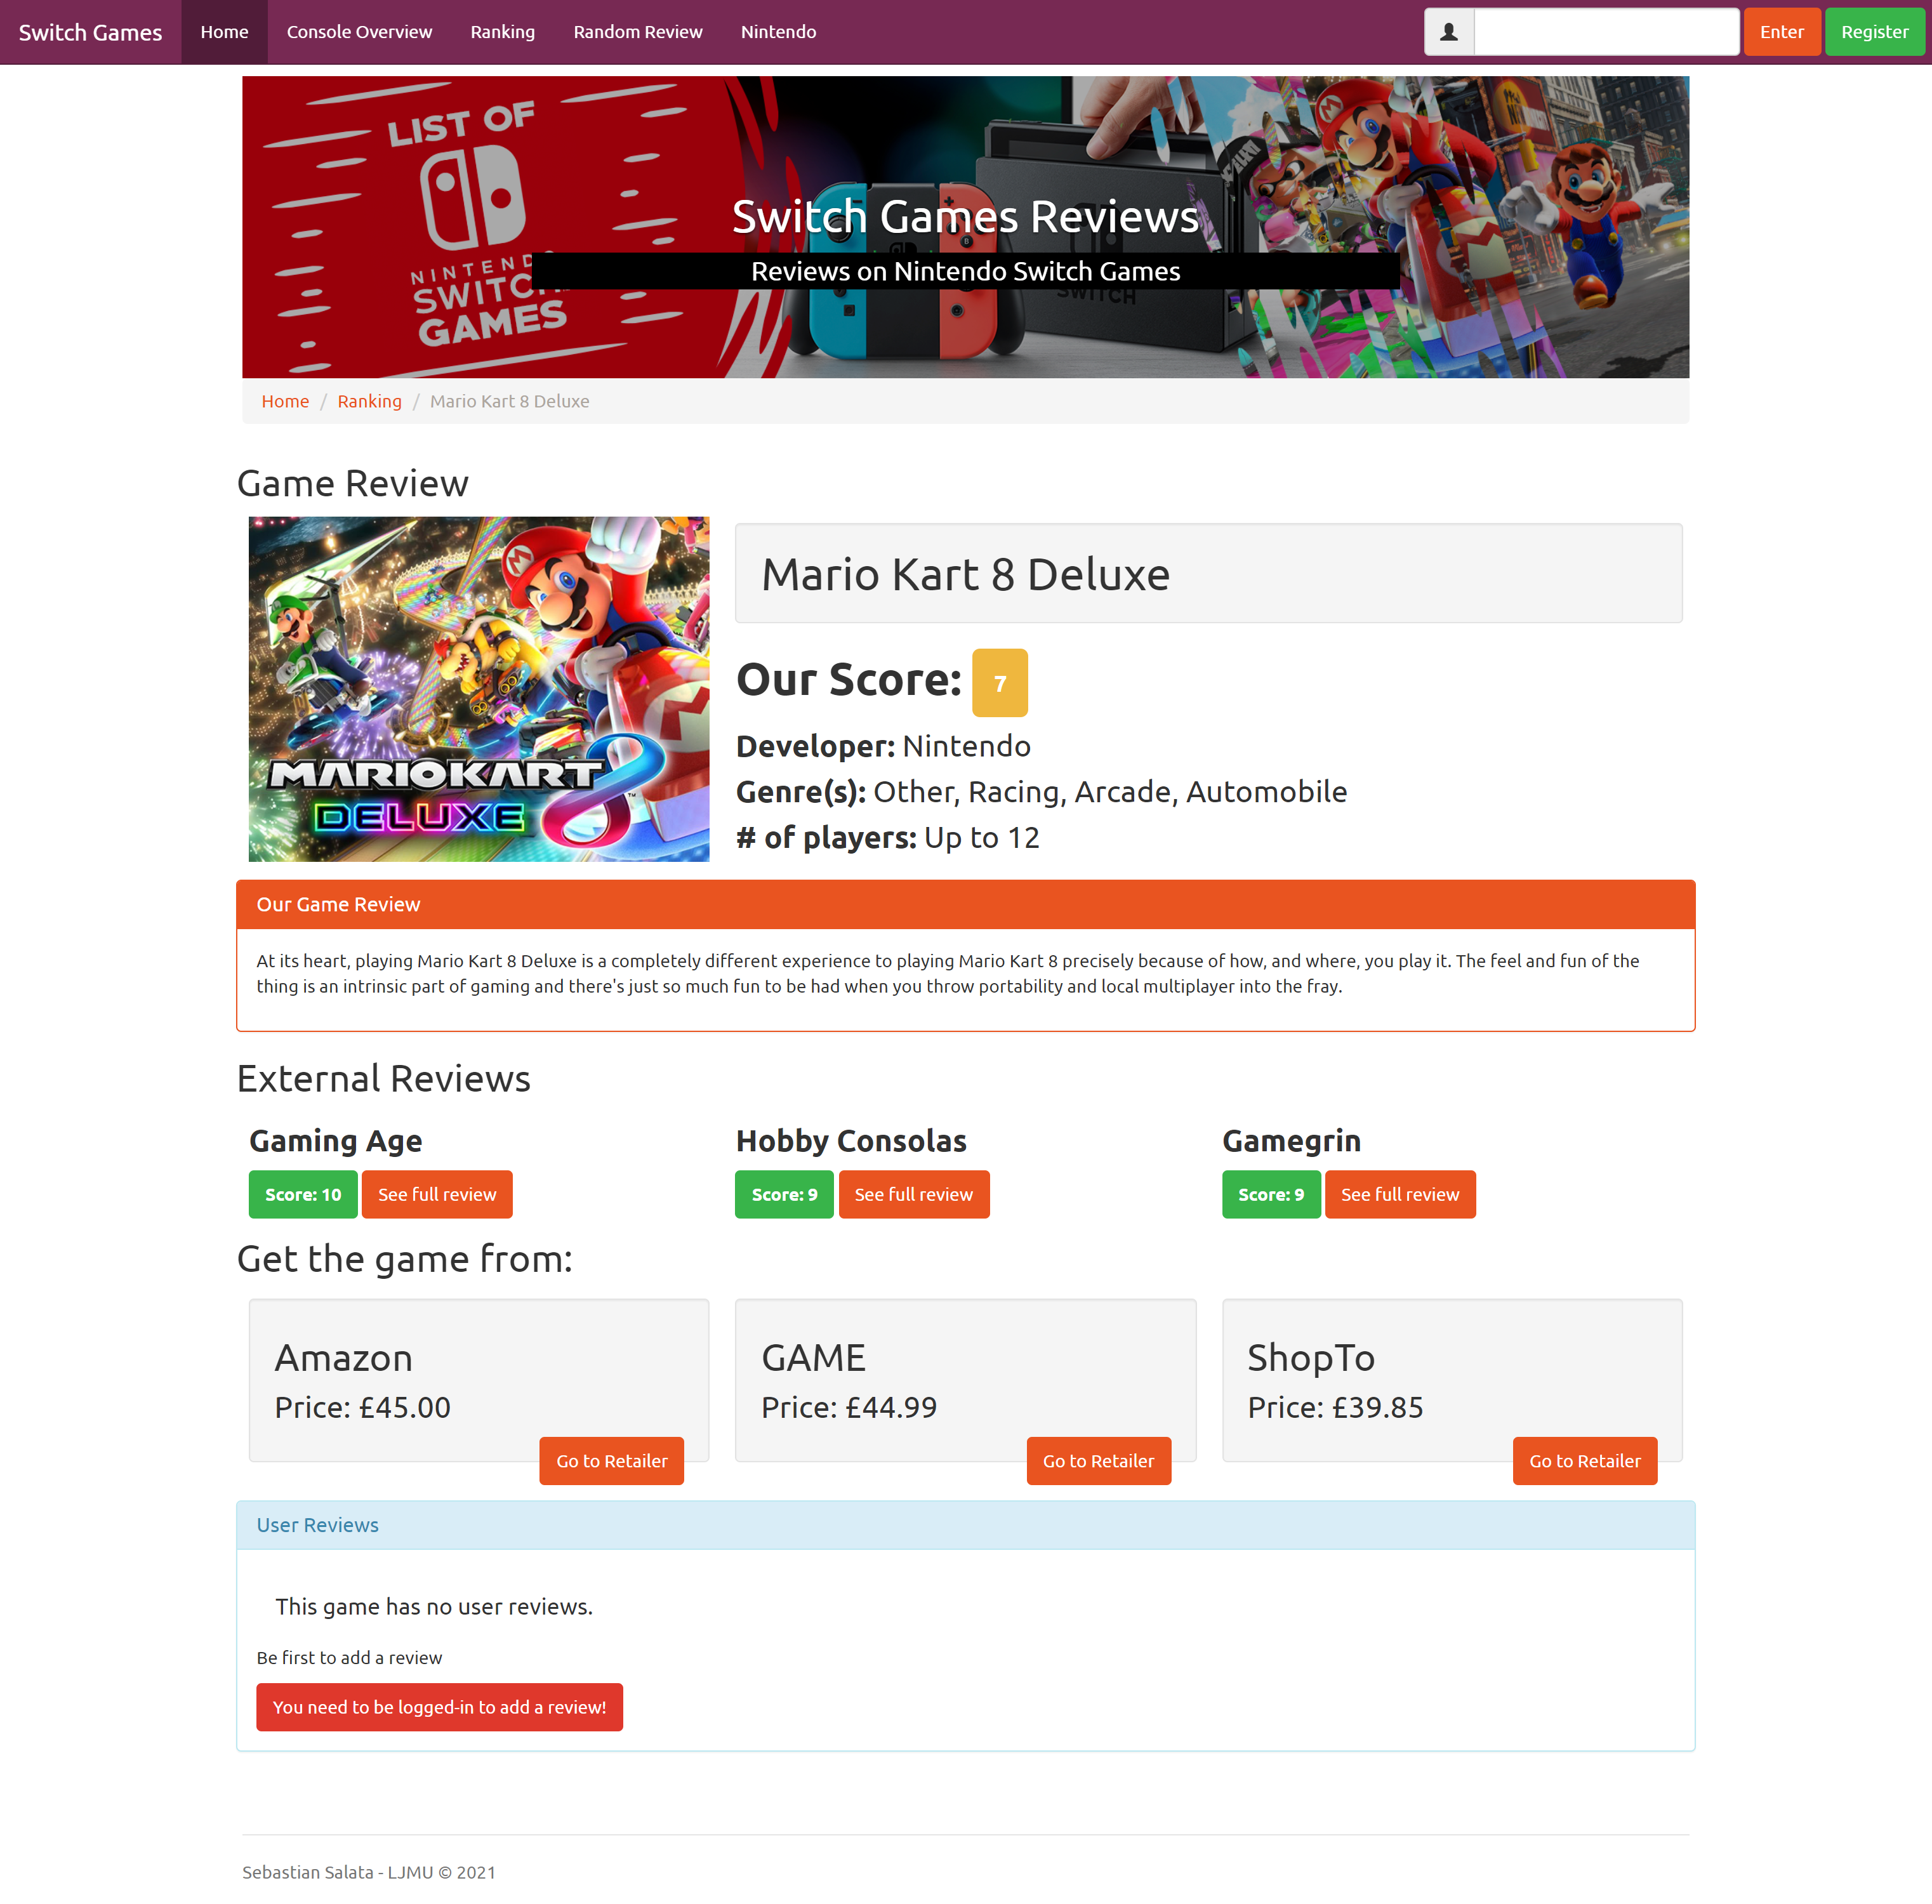 Switch Games Home Console Overview Ranking Random Review Nintendo Enter Register
LIST OF
NINTENDO
SWITCH
GAMES
Switch Games Reviews
Reviews on Nintendo Switch Games
SWITCH
Home / Ranking / Mario Kart 8 Deluxe
Game Review
MARIOKART 8
DELUXE
Mario Kart 8 Deluxe
Our Score: 7
Developer: Nintendo
Genre(s): Other, Racing, Arcade, Automobile
# of players: Up to 12
Our Game Review
At its heart, playing Mario Kart 8 Deluxe is a completely different experience to playing Mario Kart 8 precisely because of how, and where, you play it. The feel and fun of the
thing is an intrinsic part of gaming and there's just so much fun to be had when you throw portability and local multiplayer into the fray.
External Reviews
Gaming Age
Score: 10 See full review
Hobby Consolas
Score: 9 See full review
Gamegrin
Score: 9 See full review
Get the game from:
Amazon
Price: £45.00
Go to Retailer
GAME
Price: £44.99
Go to Retailer
ShopTo
Price: £39.85
Go to Retailer
User Reviews
This game has no user reviews.
Be first to add a review
You need to be logged-in to add a review!
Sebastian Salata - LJMU © 2021